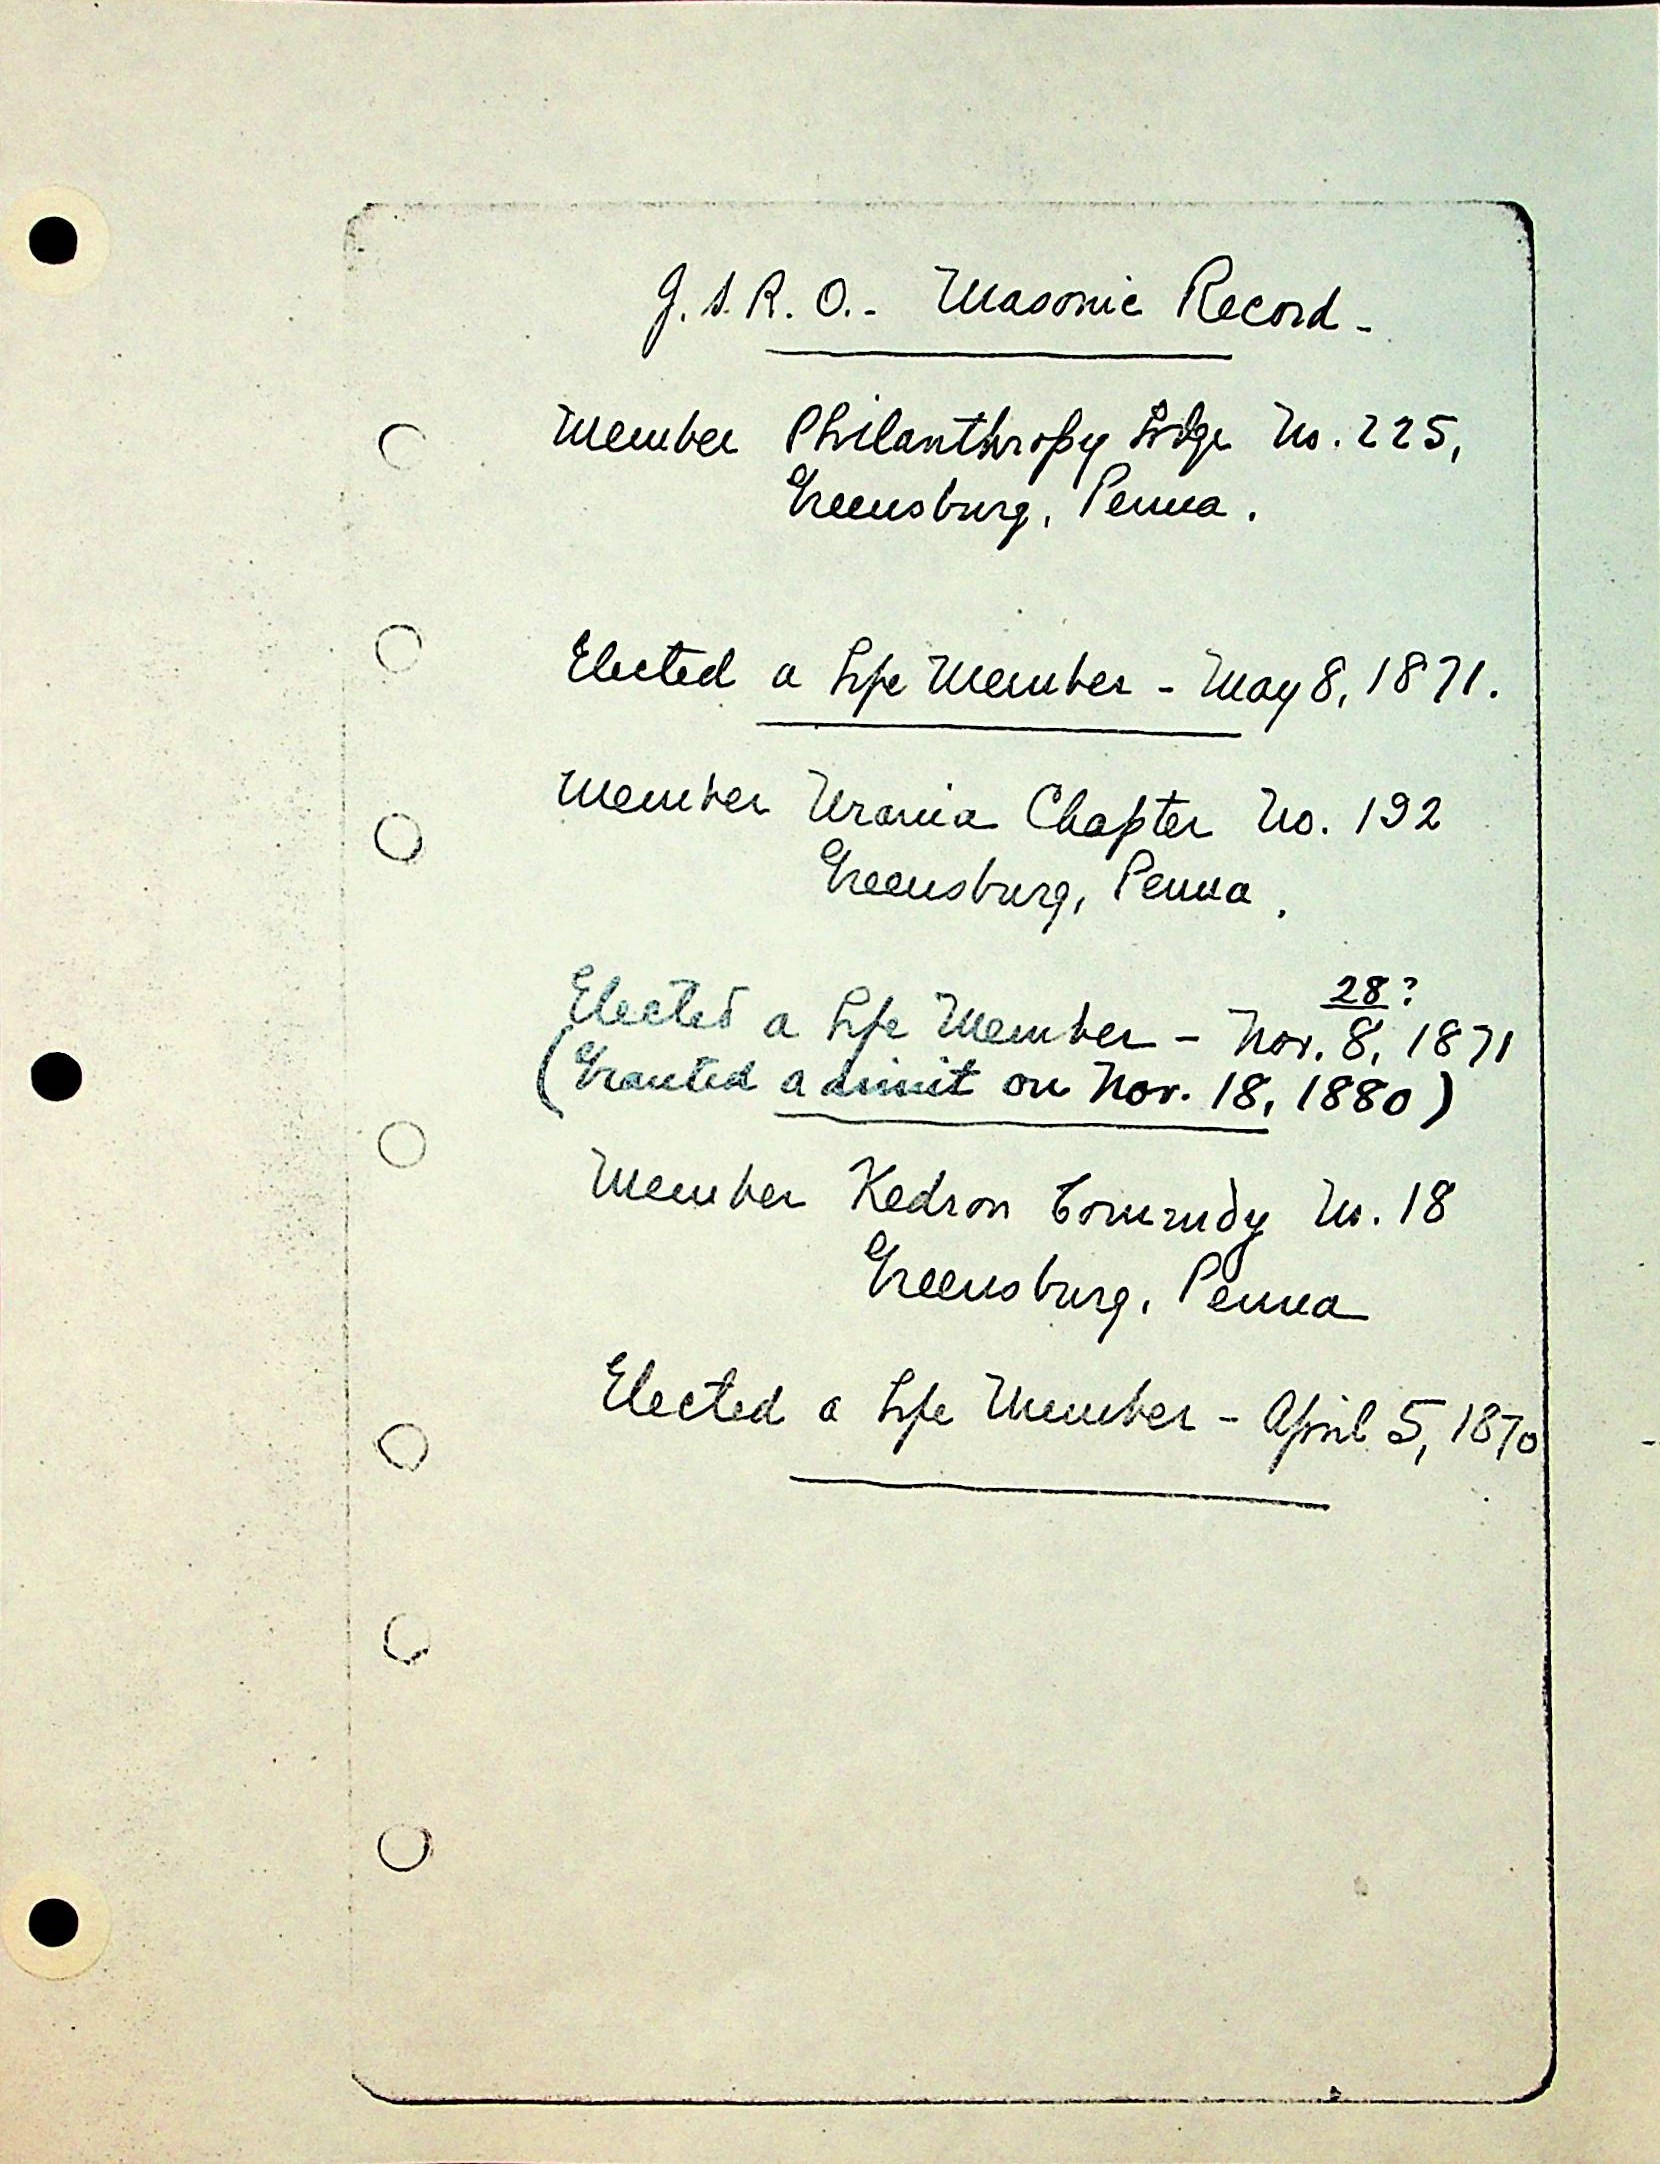 J. S. R. O. - Masonic Record -
Member Philanthropy Lodge No. 225,
Greensburg, Penna.
Elected a Life Member - May 8, 1871.
Member Urania Chapter No. 192
Greensburg, Penna.
28?
Elected a Life Member - Nov. 8, 1871
(Granted a dimit on Nov. 18, 1880)
Member Kedron Commdy No. 18
Greensburg, Penna
Elected a Life Member - April 5, 1870